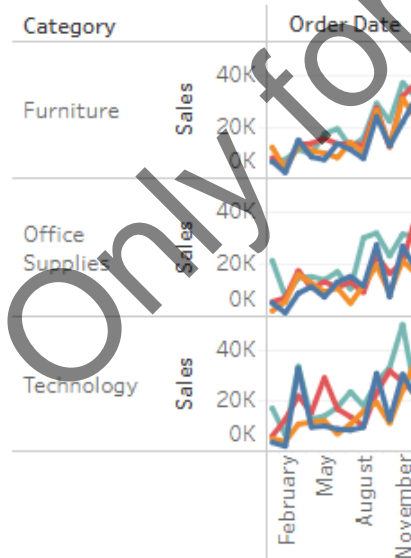 Category
Order Date
Furniture
Sales
40K
20K
0K
Office
Supplies
Sales
40K
20K
0K
Technology
Sales
40K
20K
0K
February
May
August
November
Only for